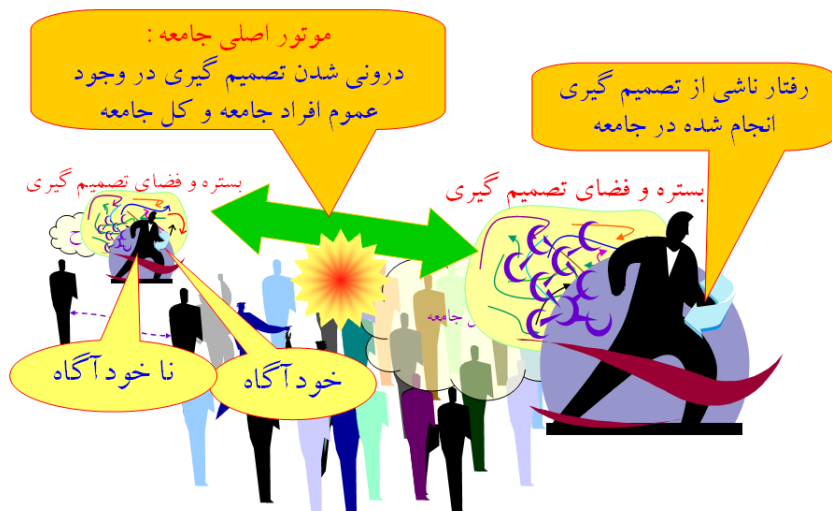 موتور اصلی جامعه :
درونی شدن تصمیم گیری در وجود
عموم افراد جامعه و کل جامعه
رفتار ناشی از تصمیم گیری
انجام شده در جامعه
بستره و فضای تصمیم گیری
بستره و فضای تصمیم گیری
جامعه
خودآگاه
نا خودآگاه